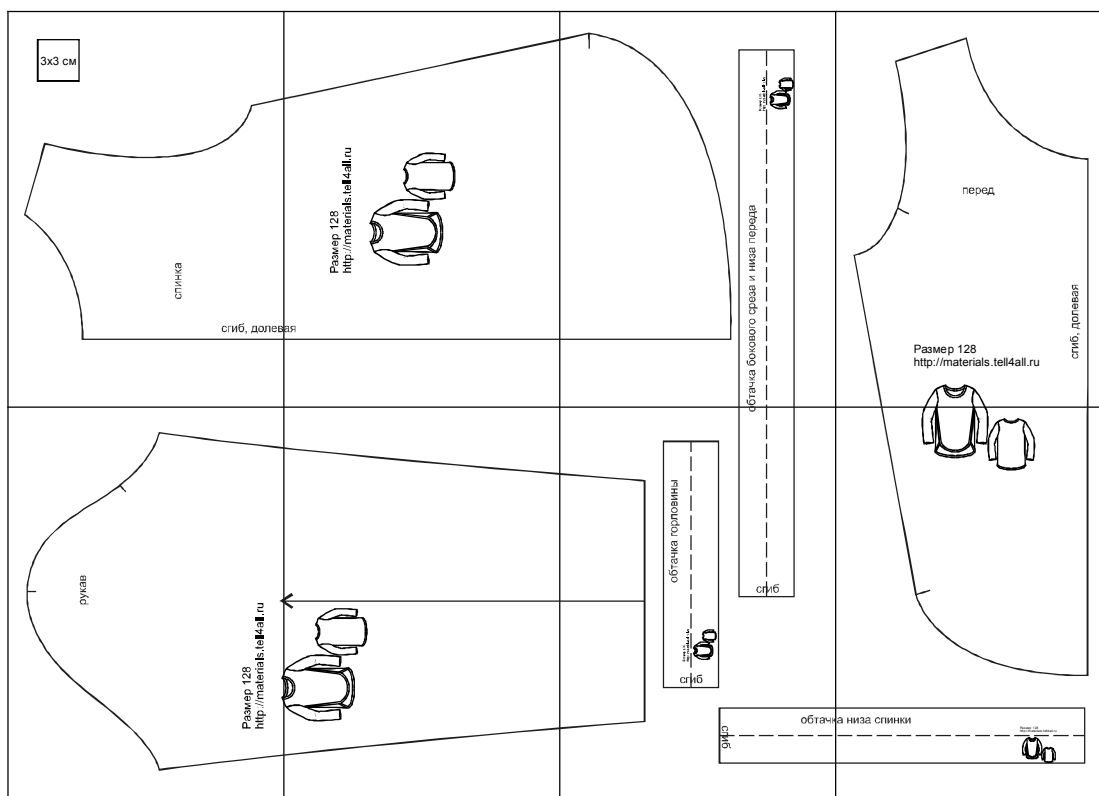 3x3 см
спинка
сгиб, долевая
Размер 128
http://materials.tell4all.ru
обтачка бокового среза и низа переда
сгиб
перед
сгиб, долевая
Размер 128
http://materials.tell4all.ru
рукав
Размер 128
http://materials.tell4all.ru
обтачка горловины
сгиб
обтачка низа спинки
сгиб